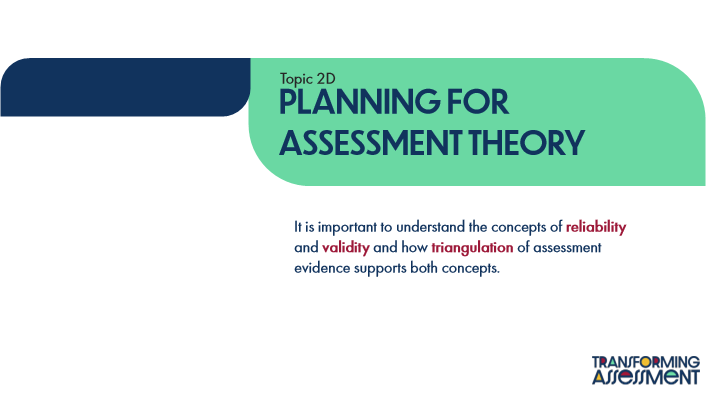 Topic 2D
PLANNING FOR
ASSESSMENT THEORY
It is important to understand the concepts of reliability
and validity and how triangulation of assessment
evidence supports both concepts.
TRANSFORMING
ASSESSMENT